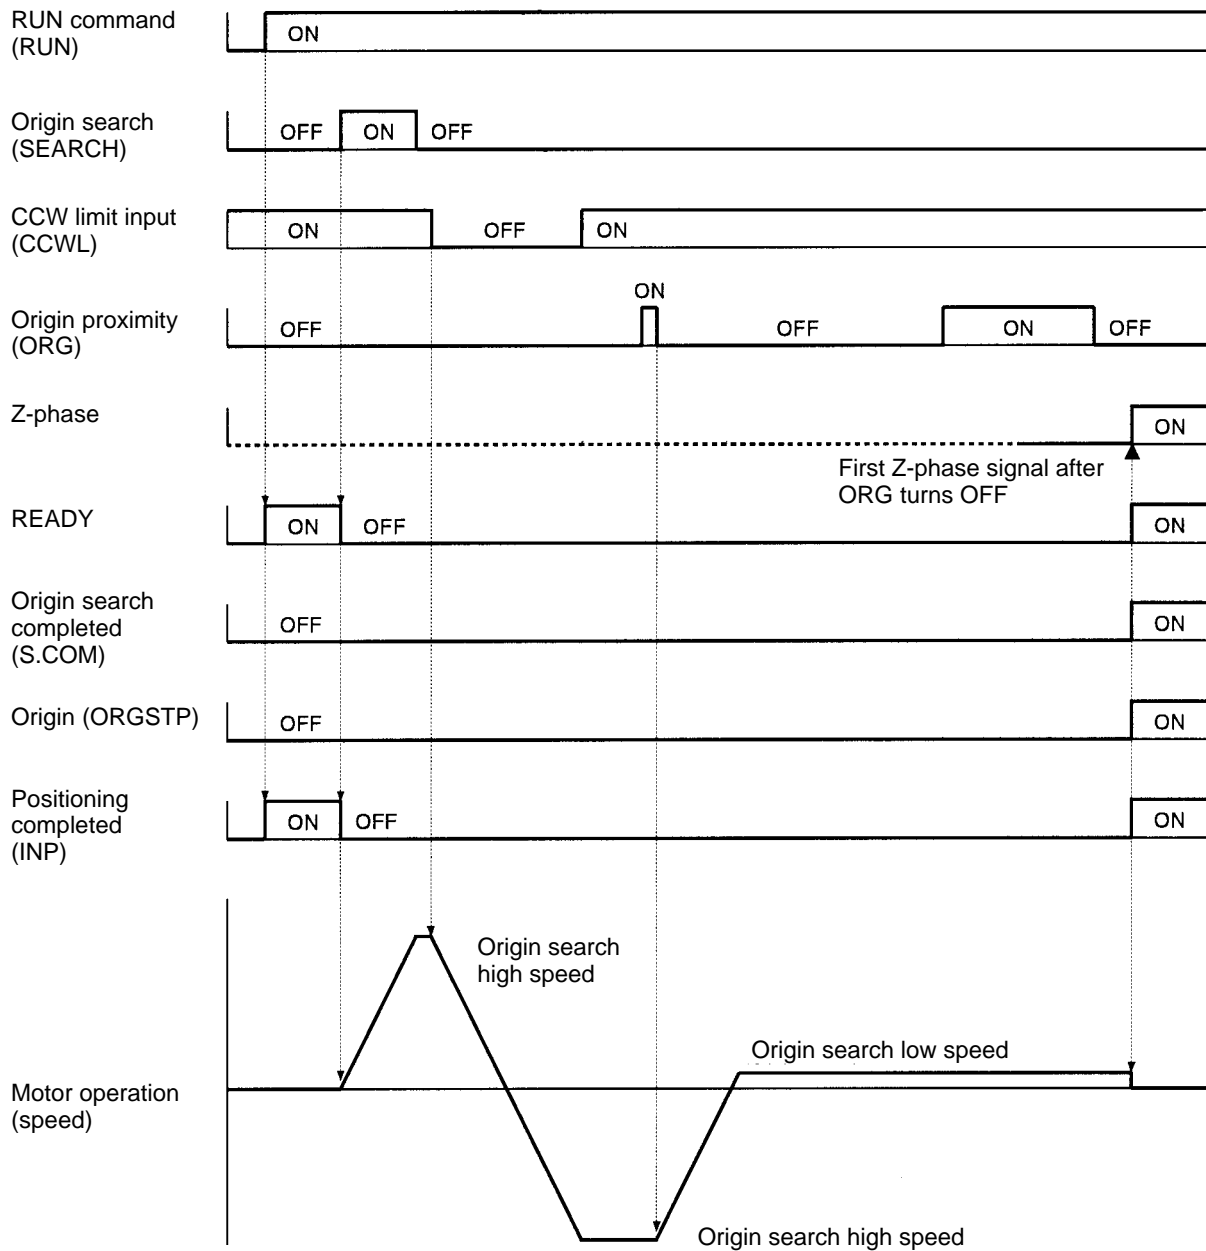 RUN command
(RUN)
ON
Origin search
(SEARCH)
OFF
ON
OFF
CCW limit input
(CCWL)
ON
OFF
ON
Origin proximity
(ORG)
OFF
ON
OFF
ON
OFF
Z-phase
ON
First Z-phase signal after
ORG turns OFF
READY
ON
OFF
ON
Origin search
completed
(S.COM)
OFF
ON
Origin (ORGSTP)
OFF
ON
Positioning
completed
(INP)
ON
OFF
ON
Origin search
high speed
Origin search low speed
Motor operation
(speed)
Origin search high speed